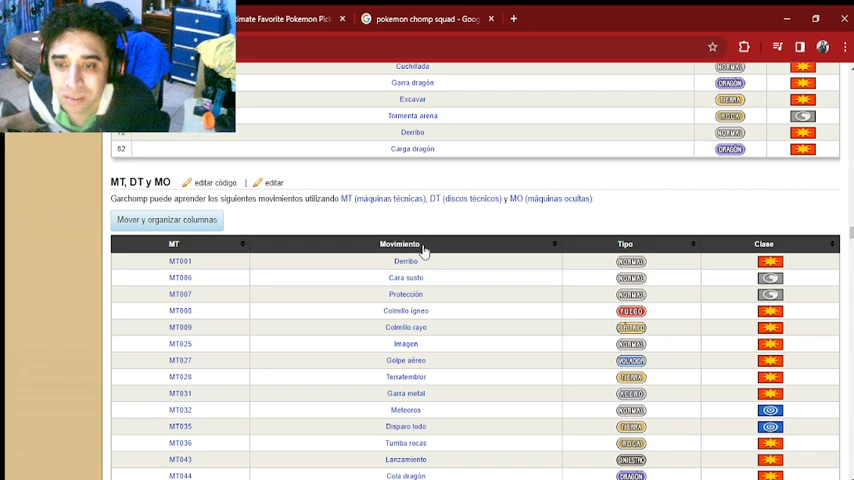 timate Favorite Pokemon Pick × pokemon chomp squad - Goog × +
Cuchillada NORMAL
Garra dragón DRAGÓN
Excavar TIERRA
Tormenta arena ROCA
72 Derribo NORMAL
82 Carga dragón DRAGÓN
MT, DT y MO editar código | editar
Garchomp puede aprender los siguientes movimientos utilizando MT (máquinas técnicas), DT (discos técnicos) y MO (máquinas ocultas):
Mover y organizar columnas
MT Movimiento Tipo Clase
MT001 Derribo NORMAL
MT006 Cara susto NORMAL
MT007 Protección NORMAL
MT008 Colmillo ígneo FUEGO
MT009 Colmillo rayo ELÉCTRICO
MT025 Imagen NORMAL
MT027 Golpe aéreo VOLADOR
MT028 Terratemblor TIERRA
MT031 Garra metal ACERO
MT032 Meteoros NORMAL
MT035 Disparo lodo TIERRA
MT036 Tumba rocas ROCA
MT043 Lanzamiento SINIESTRO
MT044 Cola dragón DRAGÓN